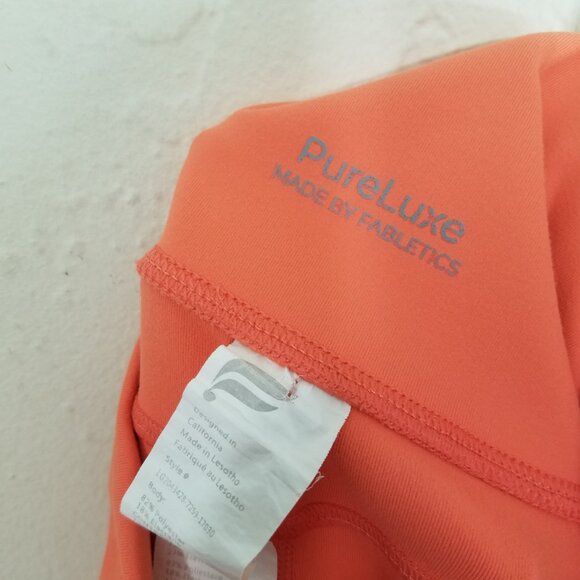 PureLuxe
MADE BY FABLETICS
Designed in
California
Made in Lesotho
Fabriqué au Lesotho
Style#
Body: